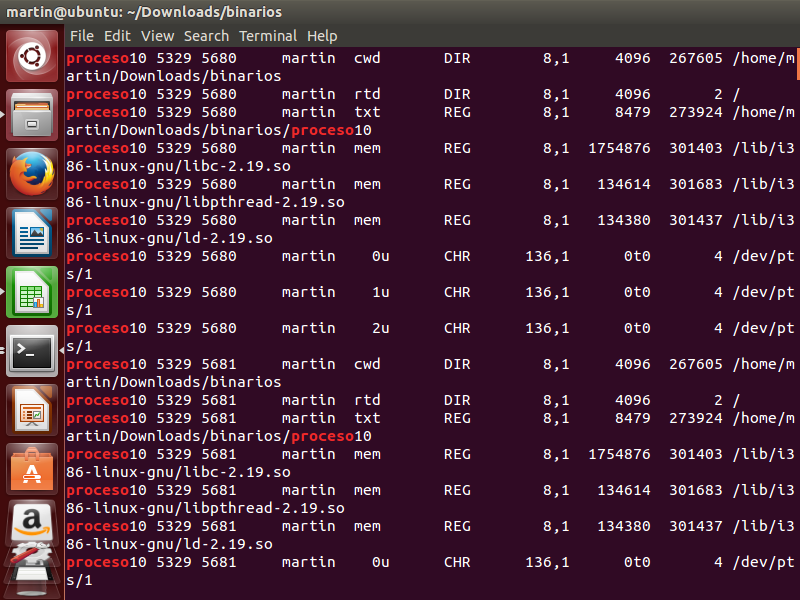 martin@ubuntu: ~/Downloads/binarios
File Edit View Search Terminal Help
proceso10 5329 5680 martin cwd DIR 8,1 4096 267605 /home/m
artin/Downloads/binarios
proceso10 5329 5680 martin rtd DIR 8,1 4096 2 /
proceso10 5329 5680 martin txt REG 8,1 8479 273924 /home/m
artin/Downloads/binarios/proceso10
proceso10 5329 5680 martin mem REG 8,1 1754876 301403 /lib/i3
86-linux-gnu/libc-2.19.so
proceso10 5329 5680 martin mem REG 8,1 134614 301683 /lib/i3
86-linux-gnu/libpthread-2.19.so
proceso10 5329 5680 martin mem REG 8,1 134380 301437 /lib/i3
86-linux-gnu/ld-2.19.so
proceso10 5329 5680 martin 0u CHR 136,1 0t0 4 /dev/pt
s/1
proceso10 5329 5680 martin 1u CHR 136,1 0t0 4 /dev/pt
s/1
proceso10 5329 5680 martin 2u CHR 136,1 0t0 4 /dev/pt
s/1
proceso10 5329 5681 martin cwd DIR 8,1 4096 267605 /home/m
artin/Downloads/binarios
proceso10 5329 5681 martin rtd DIR 8,1 4096 2 /
proceso10 5329 5681 martin txt REG 8,1 8479 273924 /home/m
artin/Downloads/binarios/proceso10
proceso10 5329 5681 martin mem REG 8,1 1754876 301403 /lib/i3
86-linux-gnu/libc-2.19.so
proceso10 5329 5681 martin mem REG 8,1 134614 301683 /lib/i3
86-linux-gnu/libpthread-2.19.so
proceso10 5329 5681 martin mem REG 8,1 134380 301437 /lib/i3
86-linux-gnu/ld-2.19.so
proceso10 5329 5681 martin 0u CHR 136,1 0t0 4 /dev/pt
s/1